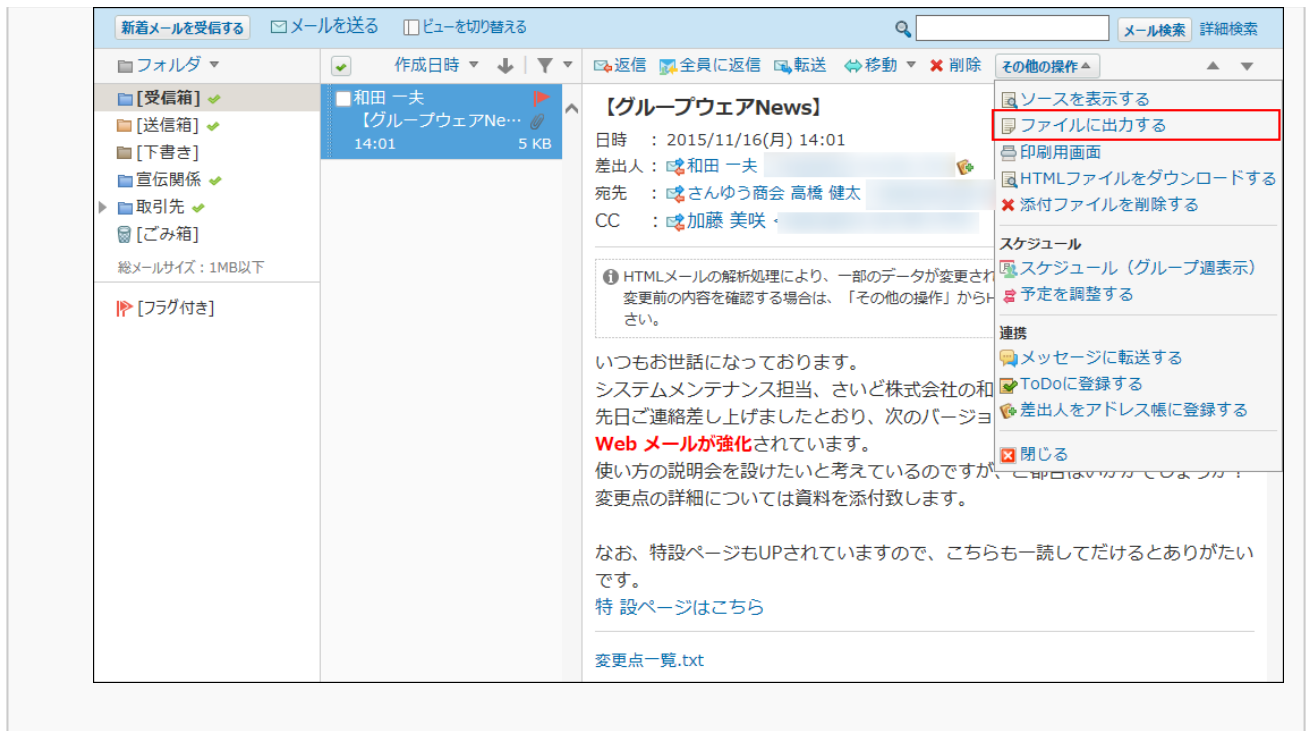 新着メールを受信する メールを送る ビューを切り替える メール検索 詳細検索
フォルダ 作成日時 返信 全員に返信 転送 移動 削除 その他の操作
[受信箱]
[送信箱]
[下書き]
宣伝関係
取引先
[ごみ箱]
総メールサイズ:1MB以下
[フラグ付き]
和田 一夫
【グループウェアNe…
14:01 5 KB
【グループウェアNews】
日時 : 2015/11/16(月) 14:01
差出人:和田 一夫
宛先 :さんゆう商会 高橋 健太
CC :加藤 美咲
HTMLメールの解析処理により、一部のデータが変更され
変更前の内容を確認する場合は、「その他の操作」からH
さい。
いつもお世話になっております。
システムメンテナンス担当、さいど株式会社の和
先日ご連絡差し上げましたとおり、次のバージョ
Web メールが強化されています。
使い方の説明会を設けたいと考えているのですが、ご都合はいかがでしょうか?
変更点の詳細については資料を添付致します。
なお、特設ページもUPされていますので、こちらも一読してだけるとありがたい
です。
特 設ページはこちら
変更点一覧.txt
ソースを表示する
ファイルに出力する
印刷用画面
HTMLファイルをダウンロードする
添付ファイルを削除する
スケジュール
スケジュール(グループ週表示)
予定を調整する
連携
メッセージに転送する
ToDoに登録する
差出人をアドレス帳に登録する
閉じる